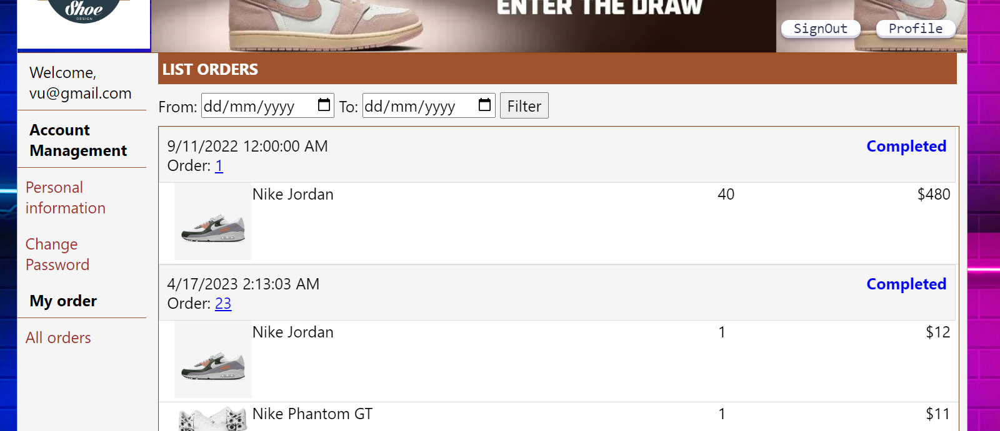 Shoe
DESIGN
ENTER THE DRAW
SignOut
Profile
Welcome,
vu@gmail.com
Account
Management
Personal
information
Change
Password
My order
All orders
LIST ORDERS
From: dd/mm/yyyy To: dd/mm/yyyy Filter
9/11/2022 12:00:00 AM Completed
Order: 1
Nike Jordan 40 $480
4/17/2023 2:13:03 AM Completed
Order: 23
Nike Jordan 1 $12
Nike Phantom GT 1 $11